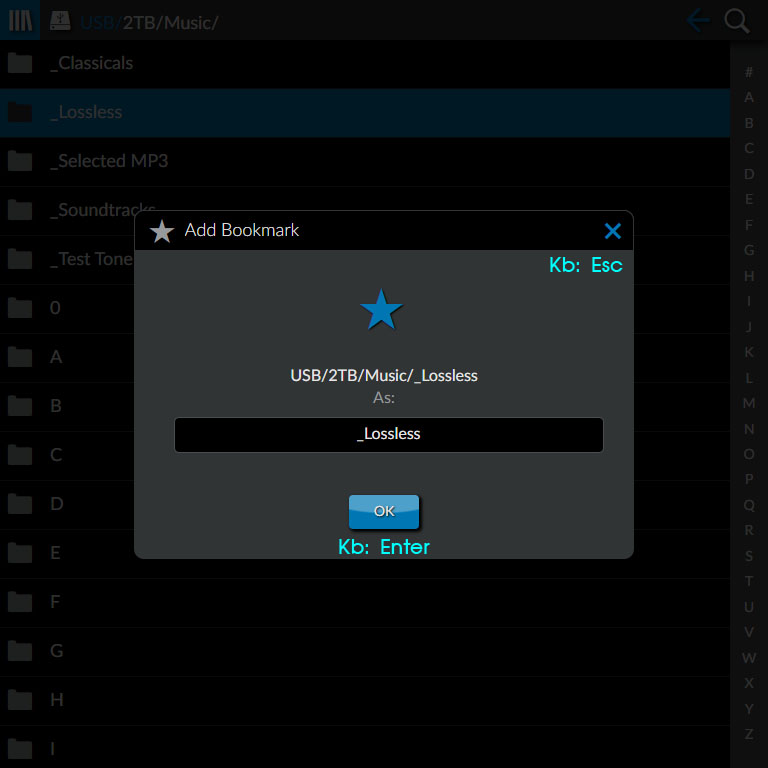 USB/2TB/Music/
_Classicals
_Lossless
_Selected MP3
_Soundtracks
_Test Tone
0
A
B
C
D
E
F
G
H
I
Add Bookmark
Kb: Esc
USB/2TB/Music/_Lossless
As:
_Lossless
OK
Kb: Enter
#
A
B
C
D
E
F
G
H
I
J
K
L
M
N
O
P
Q
R
S
T
U
V
W
X
Y
Z